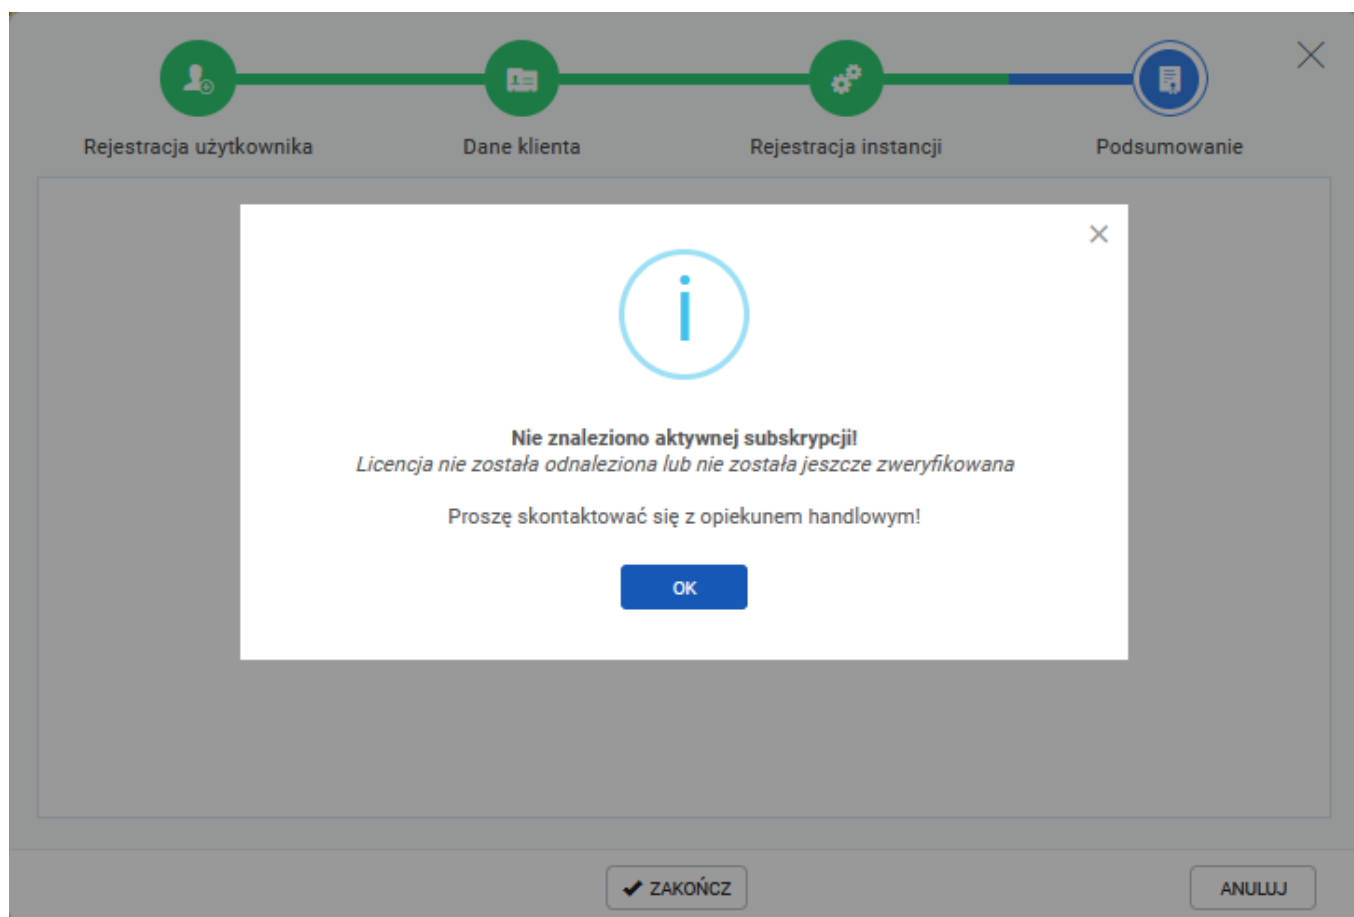 Rejestracja użytkownika
Dane klienta
Rejestracja instancji
Podsumowanie
Nie znaleziono aktywnej subskrypcji!
Licencja nie została odnaleziona lub nie została jeszcze zweryfikowana
Proszę skontaktować się z opiekunem handlowym!
OK
ZAKOŃCZ
ANULUJ